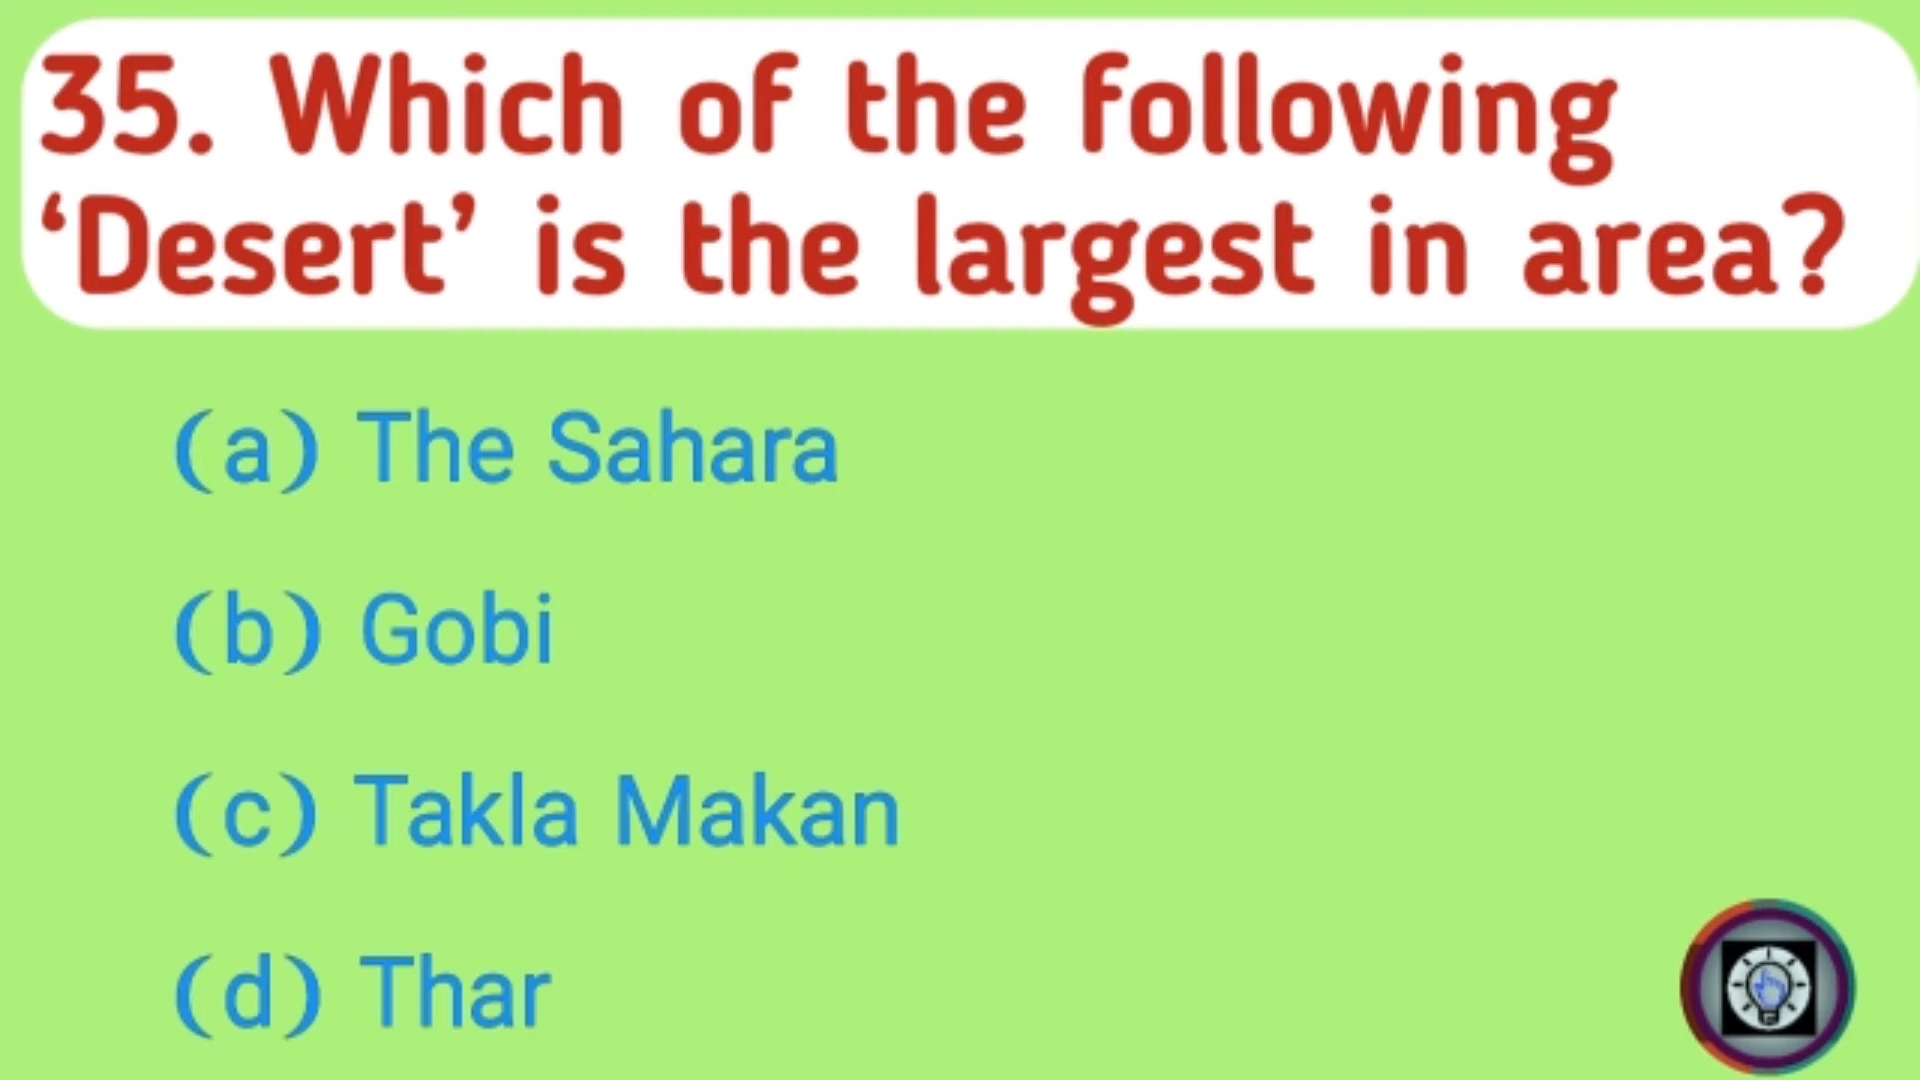 35. Which of the following
‘Desert’ is the largest in area?
(a) The Sahara
(b) Gobi
(c) Takla Makan
(d) Thar